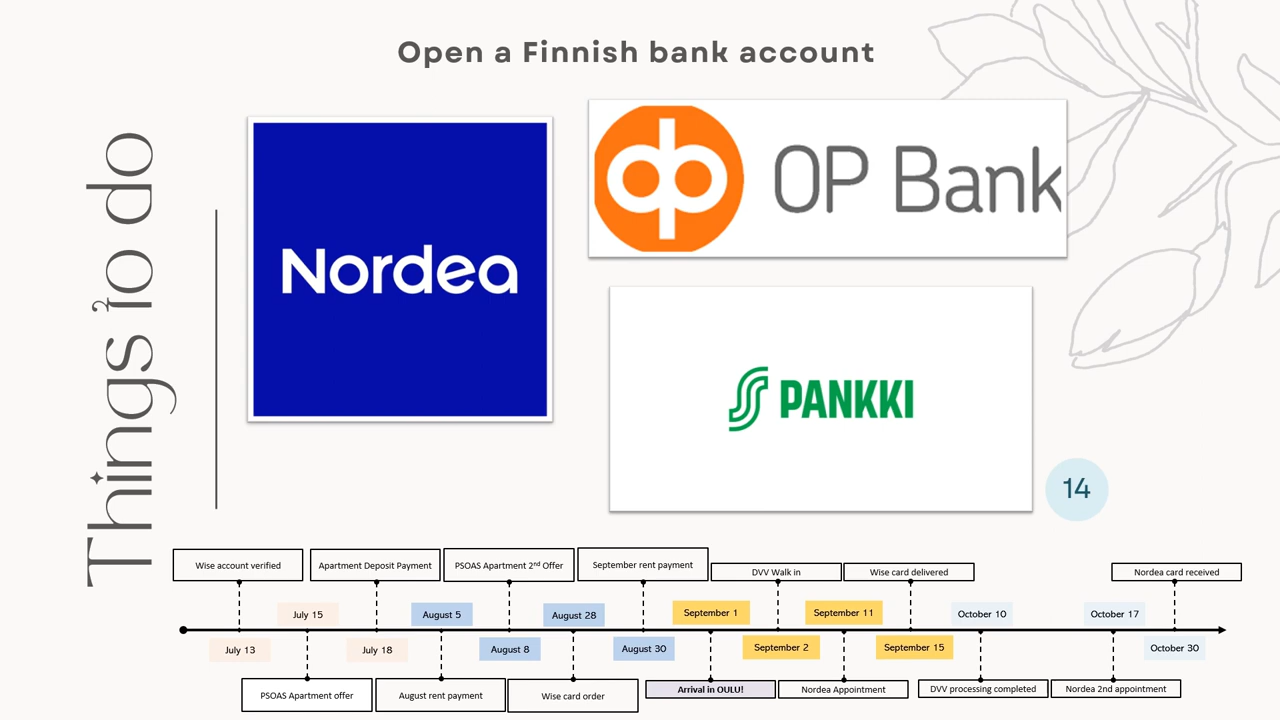 Open a Finnish bank account
Things to do
Nordea
OP Bank
S PANKKI
14
Wise account verified
Apartment Deposit Payment
PSOAS Apartment 2nd Offer
September rent payment
DVV Walk in
Wise card delivered
Nordea card received
July 15
August 5
August 28
September 1
September 11
October 10
October 17
July 13
July 18
August 8
August 30
September 2
September 15
October 30
PSOAS Apartment offer
August rent payment
Wise card order
Arrival in OULU!
Nordea Appointment
DVV processing completed
Nordea 2nd appointment